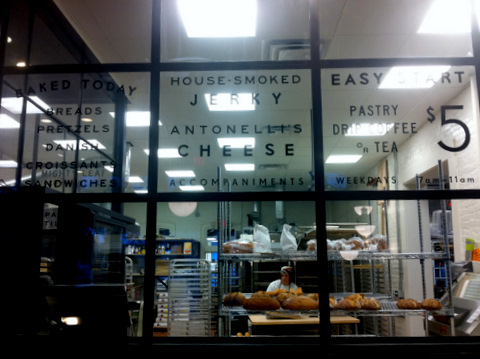 BAKED TODAY
BREADS
PRETZELS
DANISH
CROISSANTS
SANDWICHES
HOUSE-SMOKED
JERKY
ANTONELLI'S
CHEESE
ACCOMPANIMENTS
EASY START
PASTRY
DRIP COFFEE
OR TEA
$5
WEEKDAYS 7am-11am